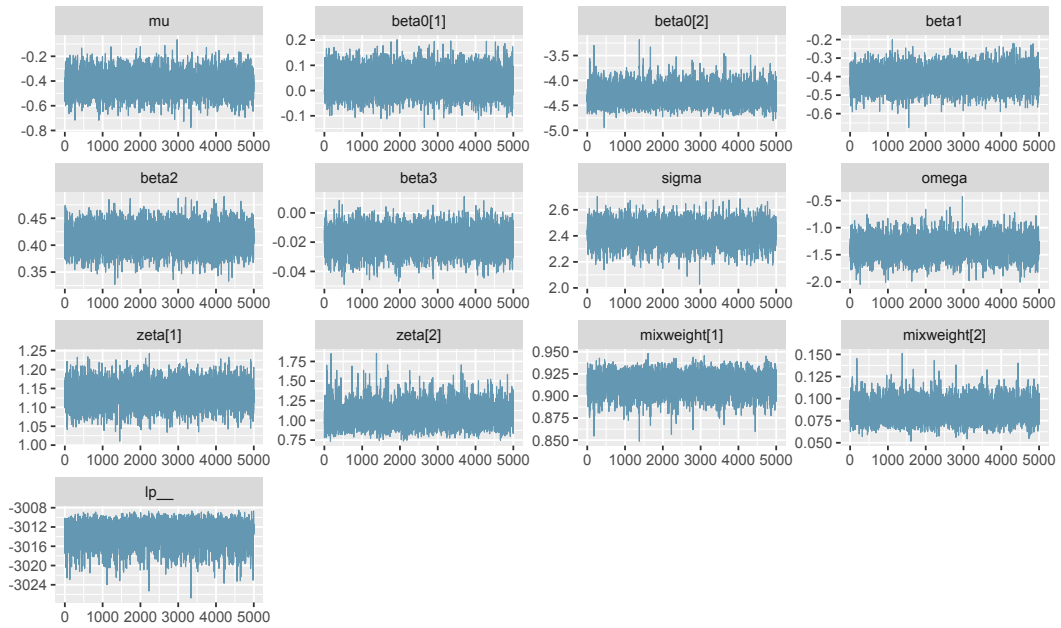 mu beta0[1] beta0[2] beta1
-0.2 0.2 -3.5 -0.2
-0.4 0.1 -4.0 -0.3
-0.6 0.0 -4.5 -0.4
-0.8 -0.1 -5.0 -0.5
-0.6
0 1000 2000 3000 4000 5000 0 1000 2000 3000 4000 5000 0 1000 2000 3000 4000 5000 0 1000 2000 3000 4000 5000
beta2 beta3 sigma omega
0.45 0.00 2.6 -0.5
0.40 -0.02 2.4 -1.0
0.35 -0.04 2.2 -1.5
2.0 -2.0
0 1000 2000 3000 4000 5000 0 1000 2000 3000 4000 5000 0 1000 2000 3000 4000 5000 0 1000 2000 3000 4000 5000
zeta[1] zeta[2] mixweight[1] mixweight[2]
1.25 1.75 0.950 0.150
1.20 1.50 0.925 0.125
1.15 1.25 0.900 0.100
1.10 1.00 0.875 0.075
1.05 0.75 0.850 0.050
1.00
0 1000 2000 3000 4000 5000 0 1000 2000 3000 4000 5000 0 1000 2000 3000 4000 5000 0 1000 2000 3000 4000 5000
lp__
-3008
-3012
-3016
-3020
-3024
0 1000 2000 3000 4000 5000